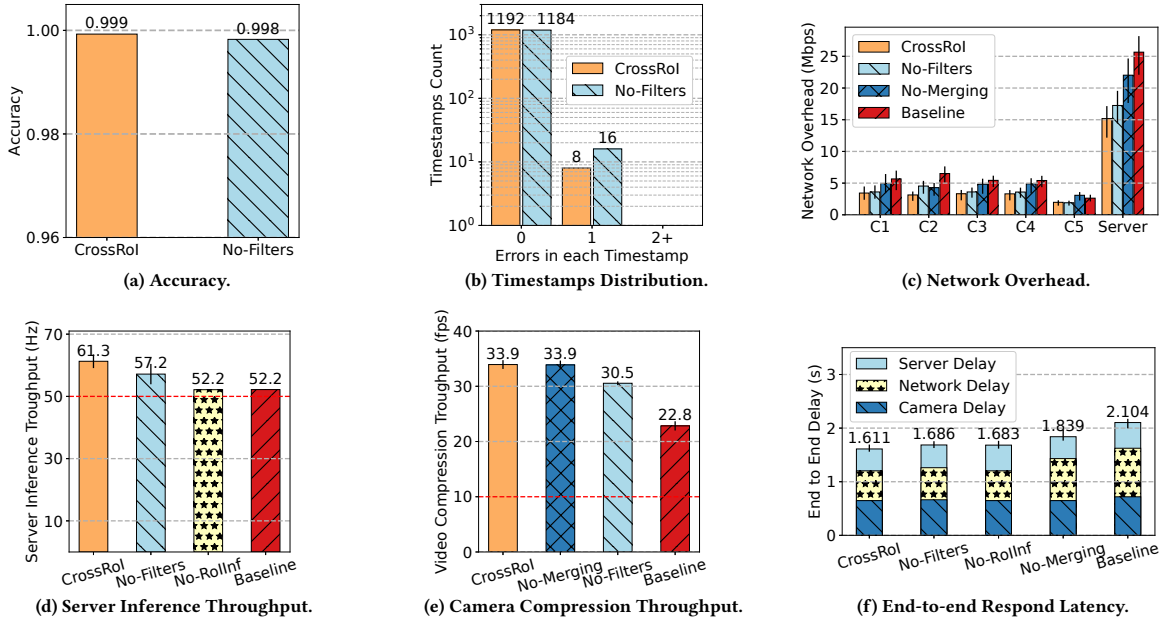 1.00
0.98
0.96
Accuracy
0.999
0.998
CrossRoI
No-Filters
(a) Accuracy.
10³
10²
10¹
10⁰
Timestamps Count
1192
1184
8
16
CrossRoI
No-Filters
0
1
2+
Errors in each Timestamp
(b) Timestamps Distribution.
25
20
15
10
5
0
Network Overhead (Mbps)
CrossRoI
No-Filters
No-Merging
Baseline
C1
C2
C3
C4
C5
Server
(c) Network Overhead.
70
50
30
10
Server Inference Troughput (Hz)
61.3
57.2
52.2
52.2
CrossRoI
No-Filters
No-RoIInf
Baseline
(d) Server Inference Throughput.
40
30
20
10
0
Video Compression Troughput (fps)
33.9
33.9
30.5
22.8
CrossRoI
No-Merging
No-Filters
Baseline
(e) Camera Compression Throughput.
3
2
1
0
End to End Delay (s)
Server Delay
Network Delay
Camera Delay
1.611
1.686
1.683
1.839
2.104
CrossRoI
No-Filters
No-RoIInf
No-Merging
Baseline
(f) End-to-end Respond Latency.